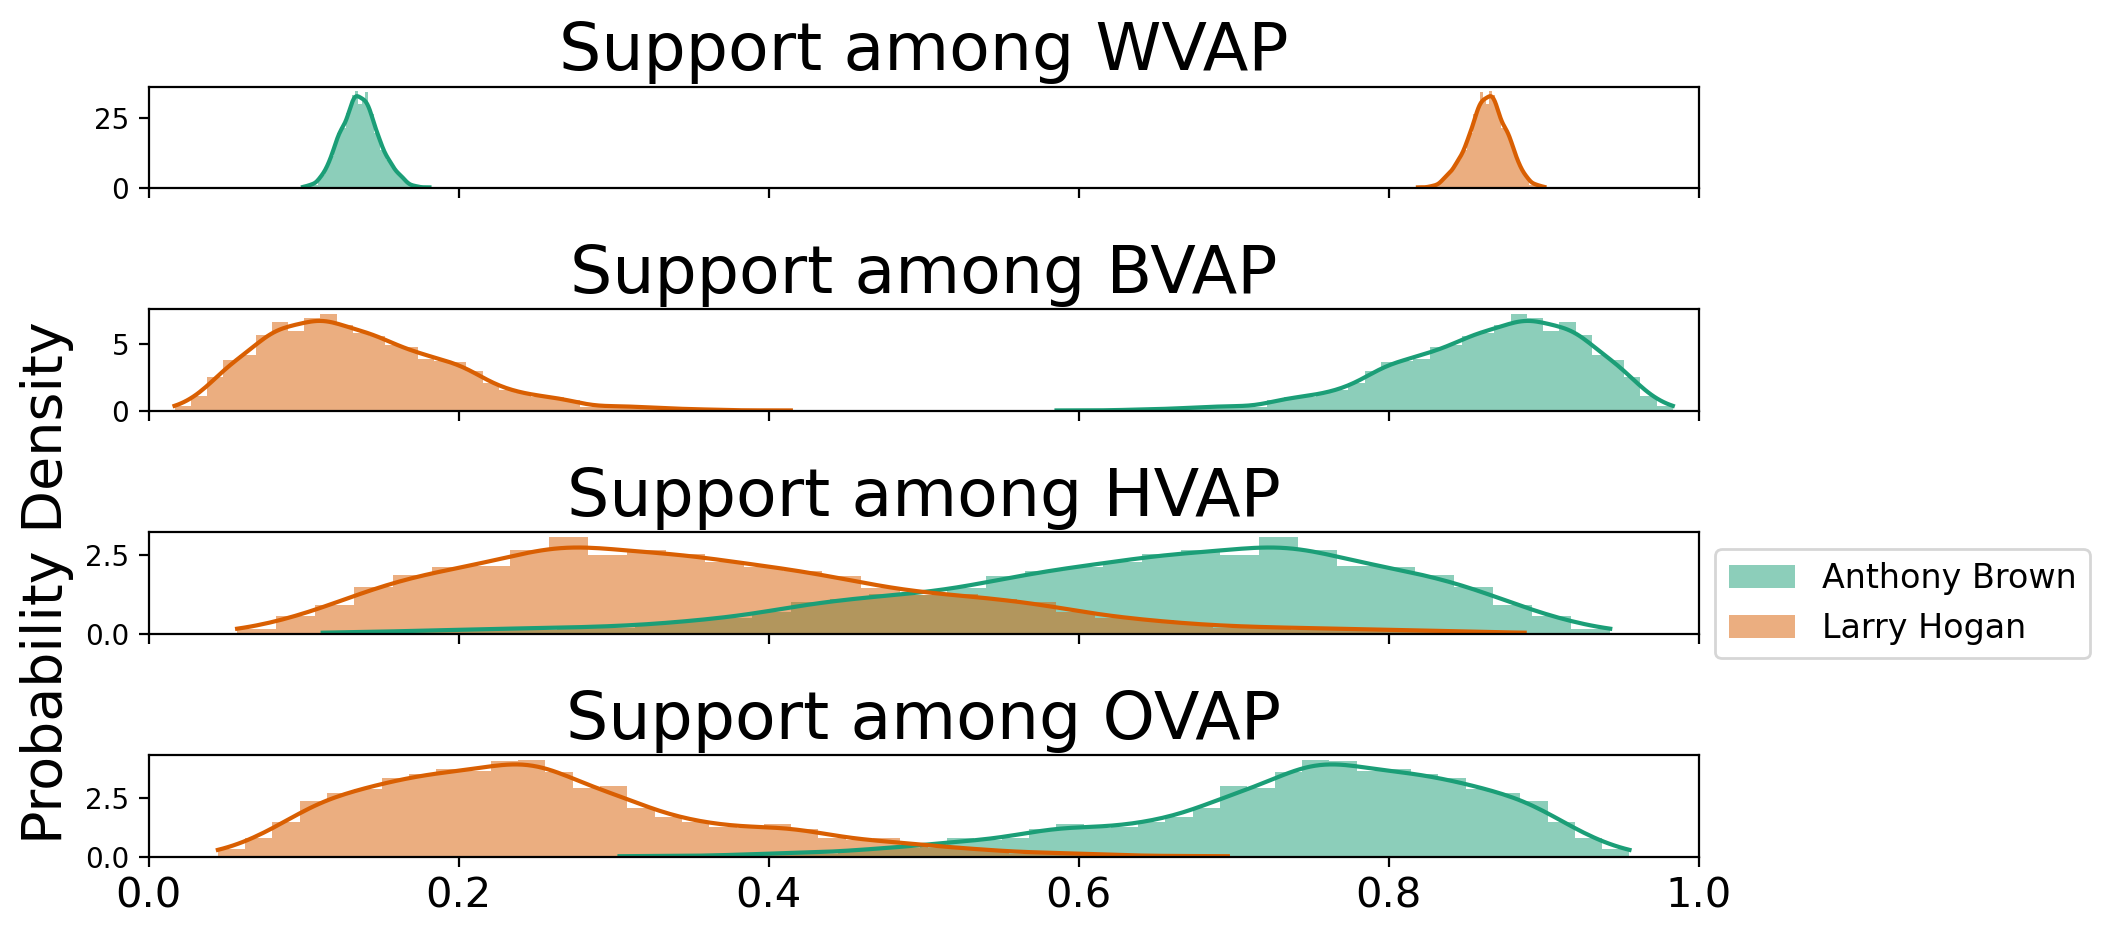 Support among WVAP
25
0
Support among BVAP
5
0
Support among HVAP
2.5
0.0
Support among OVAP
2.5
0.0
0.0 0.2 0.4 0.6 0.8 1.0
Probability Density
Anthony Brown
Larry Hogan